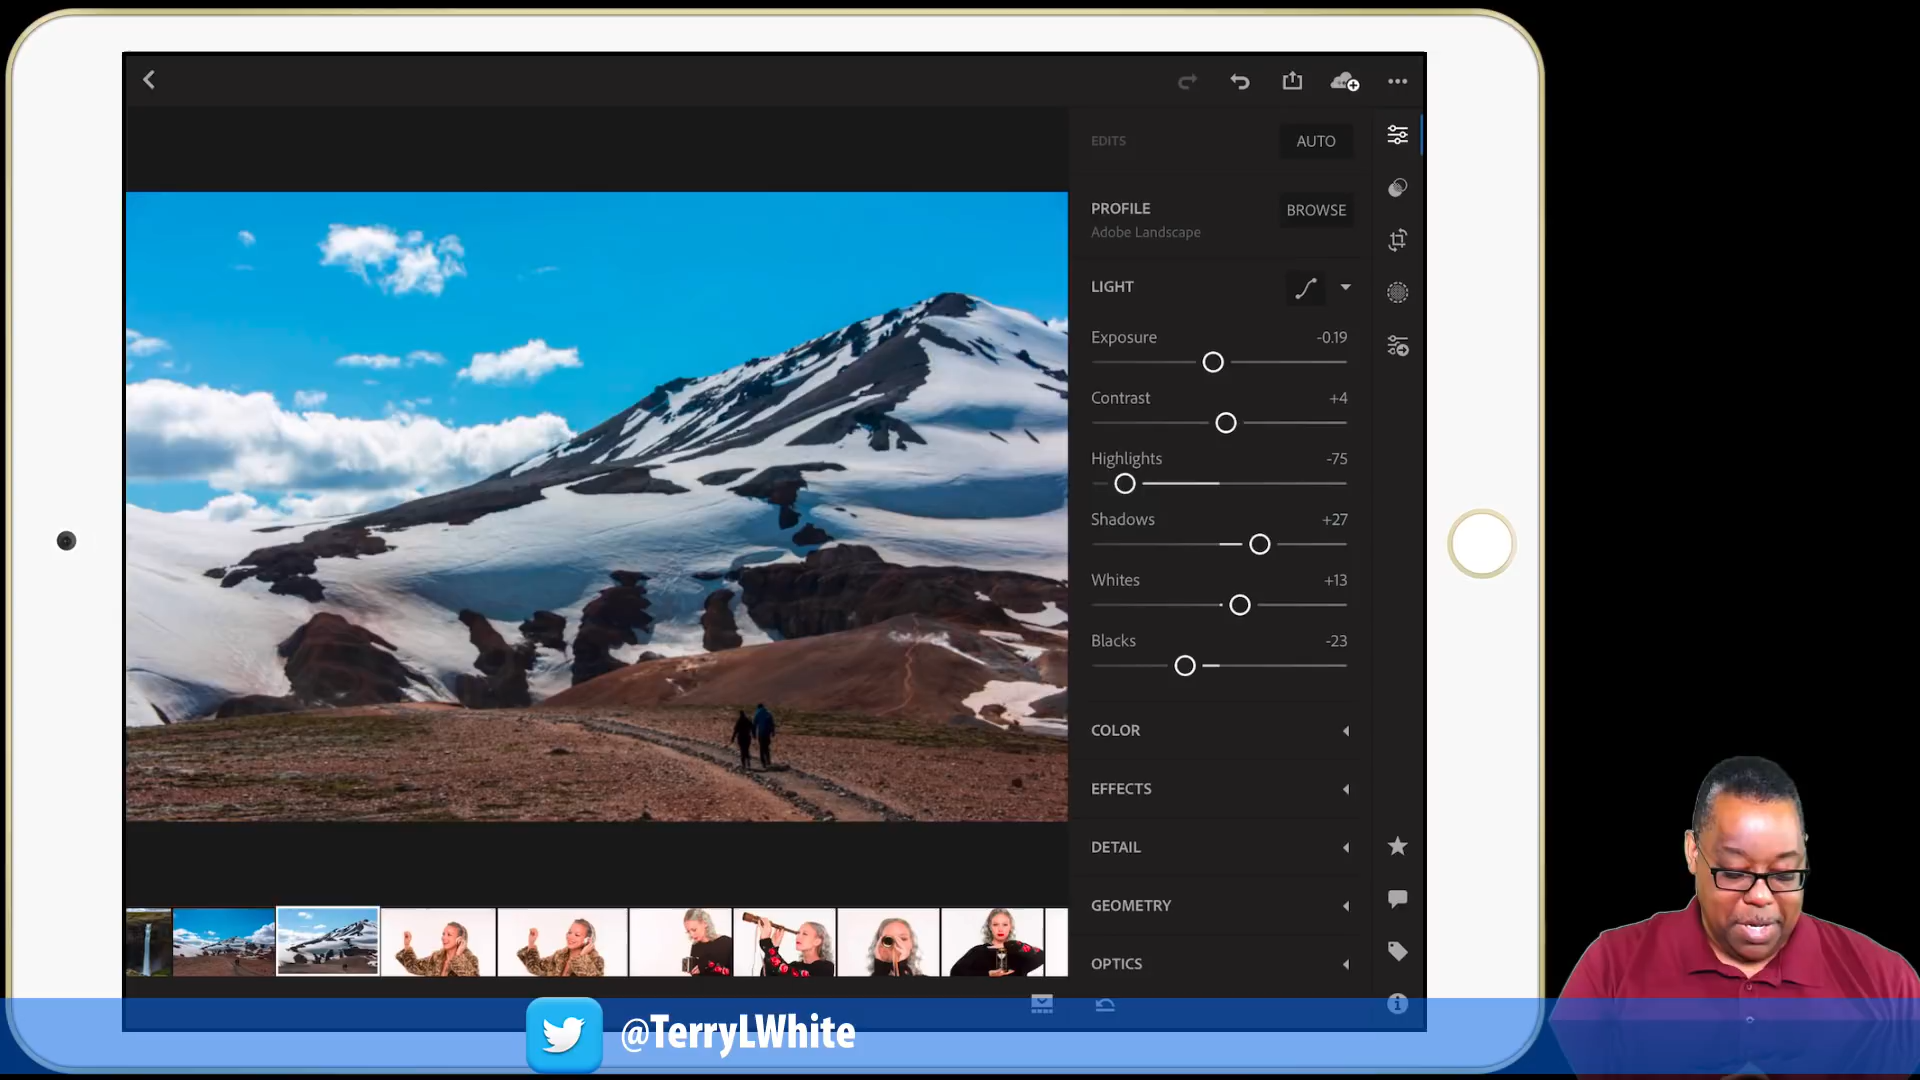 EDITS
AUTO
PROFILE
BROWSE
Adobe Landscape
LIGHT
Exposure -0.19
Contrast +4
Highlights -75
Shadows +27
Whites +13
Blacks -23
COLOR
EFFECTS
DETAIL
GEOMETRY
OPTICS
@TerryLWhite